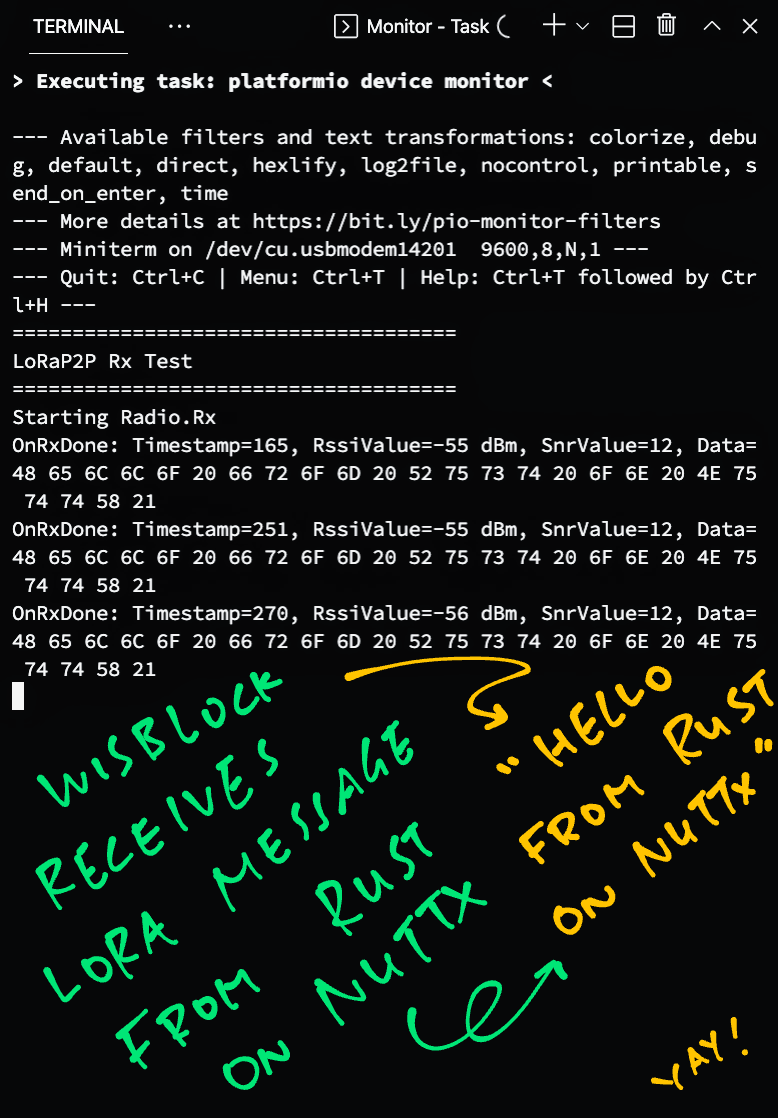 TERMINAL ··· Monitor - Task
> Executing task: platformio device monitor <
--- Available filters and text transformations: colorize, debu
g, default, direct, hexlify, log2file, nocontrol, printable, s
end_on_enter, time
--- More details at https://bit.ly/pio-monitor-filters
--- Miniterm on /dev/cu.usbmodem14201  9600,8,N,1 ---
--- Quit: Ctrl+C | Menu: Ctrl+T | Help: Ctrl+T followed by Ctr
l+H ---
=====================================
LoRaP2P Rx Test
=====================================
Starting Radio.Rx
OnRxDone: Timestamp=165, RssiValue=-55 dBm, SnrValue=12, Data=
48 65 6C 6C 6F 20 66 72 6F 6D 20 52 75 73 74 20 6F 6E 20 4E 75
 74 74 58 21
OnRxDone: Timestamp=251, RssiValue=-55 dBm, SnrValue=12, Data=
48 65 6C 6C 6F 20 66 72 6F 6D 20 52 75 73 74 20 6F 6E 20 4E 75
 74 74 58 21
OnRxDone: Timestamp=270, RssiValue=-56 dBm, SnrValue=12, Data=
48 65 6C 6C 6F 20 66 72 6F 6D 20 52 75 73 74 20 6F 6E 20 4E 75
 74 74 58 21
WISBLOCK
RECEIVES
LORA MESSAGE
FROM RUST
ON NUTTX
"HELLO
FROM RUST
ON NUTTX"
YAY!